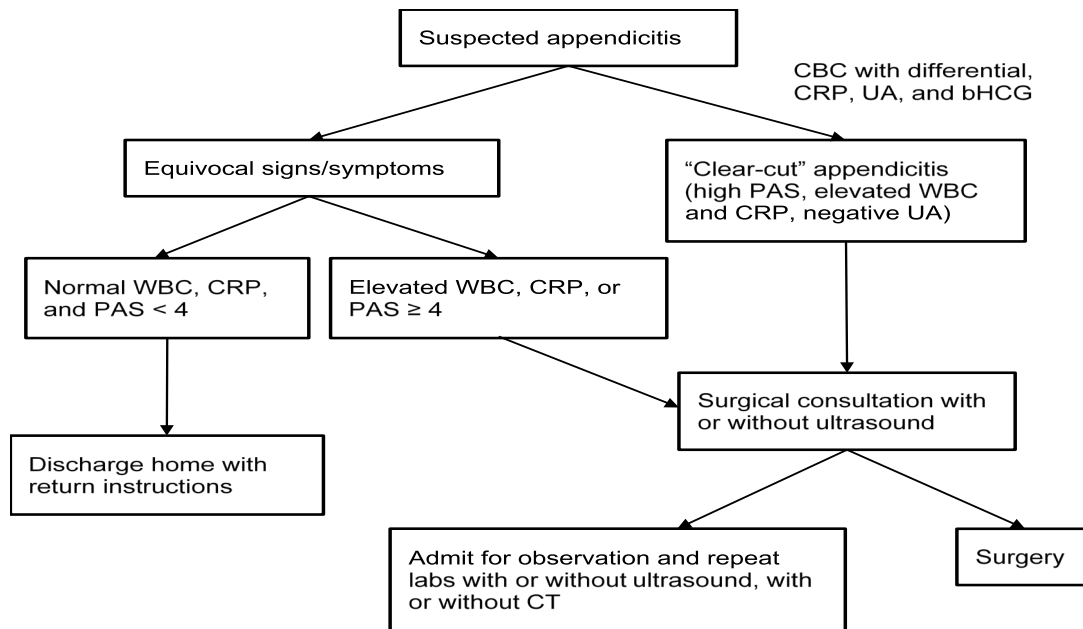 Suspected appendicitis
CBC with differential,
CRP, UA, and bHCG
Equivocal signs/symptoms
“Clear-cut” appendicitis
(high PAS, elevated WBC
and CRP, negative UA)
Normal WBC, CRP,
and PAS < 4
Elevated WBC, CRP, or
PAS ≥ 4
Surgical consultation with
or without ultrasound
Discharge home with
return instructions
Admit for observation and repeat
labs with or without ultrasound, with
or without CT
Surgery